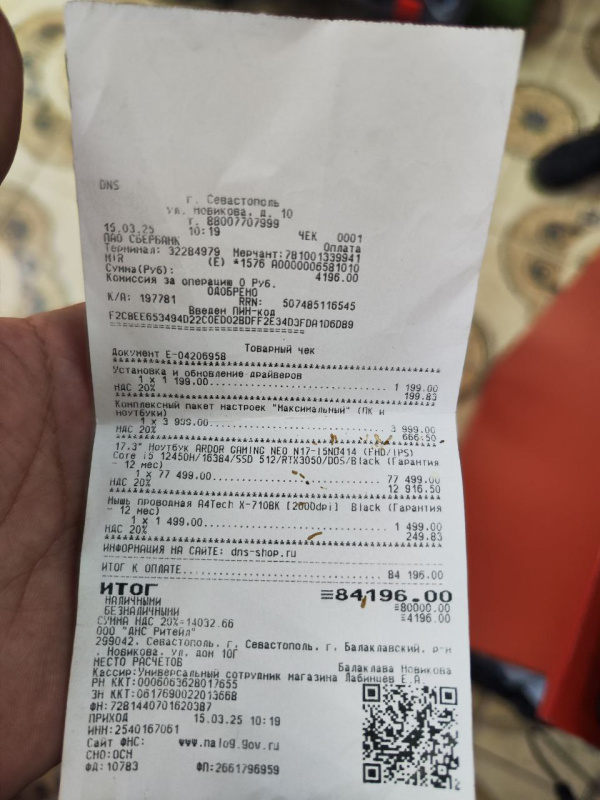 DNS
г. Севастополь
ул. Новикова, д. 10
т. 88007707999
15.03.25 10:19 ЧЕК 0001
ПАО СБЕРБАНК Оплата
Терминал: 32284979 Мерчант: 781001339941
MIR (E) *1576 A0000006581010
Сумма(Руб): 4196.00
Комиссия за операцию 0 Руб.
ОДОБРЕНО
К/А: 197781 RRN: 507485116545
Введен ПИН-код
F2C8EE653494D22C0ED02BDFF2E34D3FDA1D6D89
==============================
Товарный чек
Документ Е-04206958
Установка и обновление драйверов
1 x 1 199.00 1 199.00
НДС 20% 199.83
Комплексный пакет настроек "Максимальный" (ПК и
ноутбуки)
1 x 3 999.00 3 999.00
НДС 20% 666.50
17.3" Ноутбук ARDOR GAMING NEO N17-I5ND414 (FHD/IPS)
Core i5 12450H/16384/SSD 512/RTX3050/DOS/Black (Гарантия
- 12 мес)
1 x 77 499.00 77 499.00
НДС 20% 12 916.50
Мышь проводная A4Tech X-710BK [2000dpi] Black (Гарантия
- 12 мес)
1 x 1 499.00 1 499.00
НДС 20% 249.83
ИНФОРМАЦИЯ НА САЙТЕ: dns-shop.ru
ИТОГ К ОПЛАТЕ 84 196.00
ИТОГ ≡84196.00
НАЛИЧНЫМИ ≡80000.00
БЕЗНАЛИЧНЫМИ ≡4196.00
СУММА НДС 20%=14032.66
ООО "ДНС Ритейл"
299042, Севастополь, г, Севастополь, г, Балаклавский, р-н
, Новикова, ул, дом 10Г
МЕСТО РАСЧЕТОВ Балаклава Новикова
Кассир:Универсальный сотрудник магазина Лабинцев Е.А.
РН ККТ:0006063628017655
ЗН ККТ:0617690022013668
ФН:7281440701620387
ПРИХОД 15.03.25 10:19
ИНН:2540167061
Сайт ФНС: www.nalog.gov.ru
СНО:ОСН
ФД:10783 ФП:2661796959